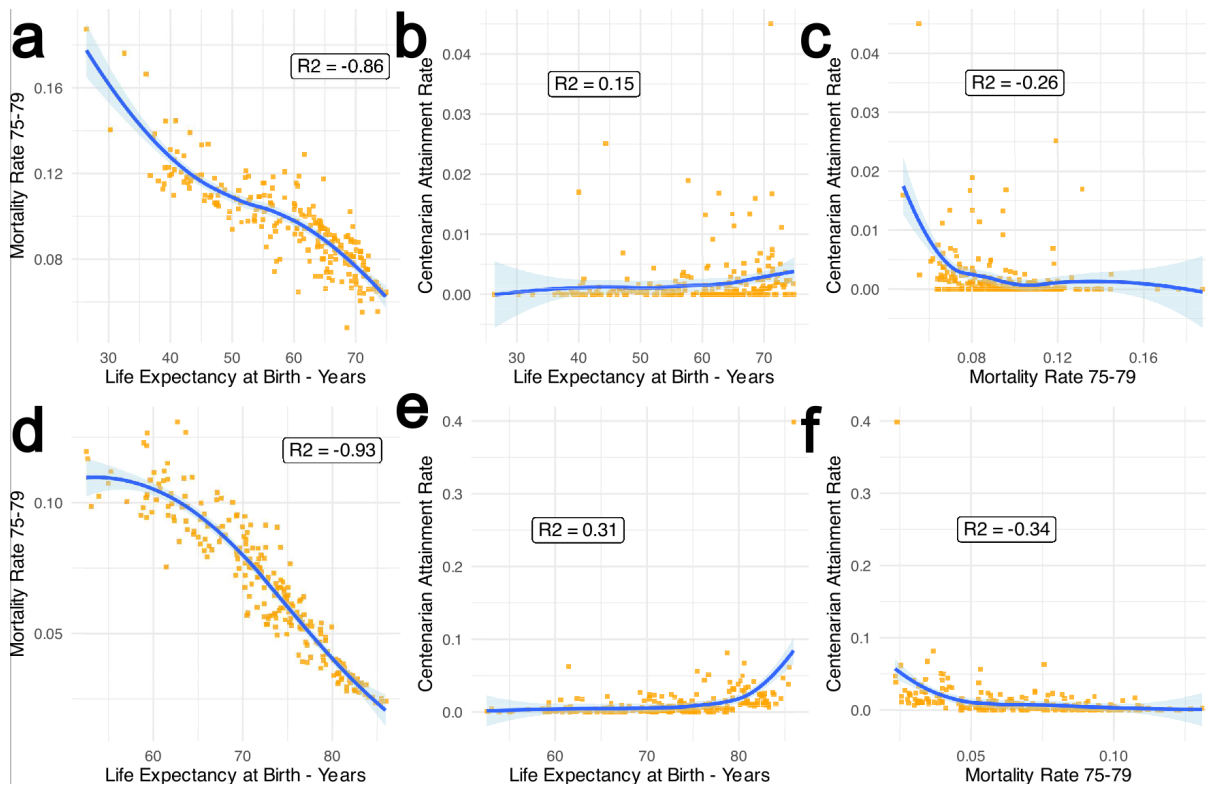 a
Mortality Rate 75-79
0.16
0.12
0.08
R2 = -0.86
30 40 50 60 70
Life Expectancy at Birth - Years
b
Centenarian Attainment Rate
0.04
0.03
0.02
0.01
0.00
R2 = 0.15
30 40 50 60 70
Life Expectancy at Birth - Years
c
Centenarian Attainment Rate
0.04
0.03
0.02
0.01
0.00
R2 = -0.26
0.08 0.12 0.16
Mortality Rate 75-79
d
Mortality Rate 75-79
0.10
0.05
R2 = -0.93
60 70 80
Life Expectancy at Birth - Years
e
Centenarian Attainment Rate
0.4
0.3
0.2
0.1
0.0
R2 = 0.31
60 70 80
Life Expectancy at Birth - Years
f
Centenarian Attainment Rate
0.4
0.3
0.2
0.1
0.0
R2 = -0.34
0.05 0.10
Mortality Rate 75-79